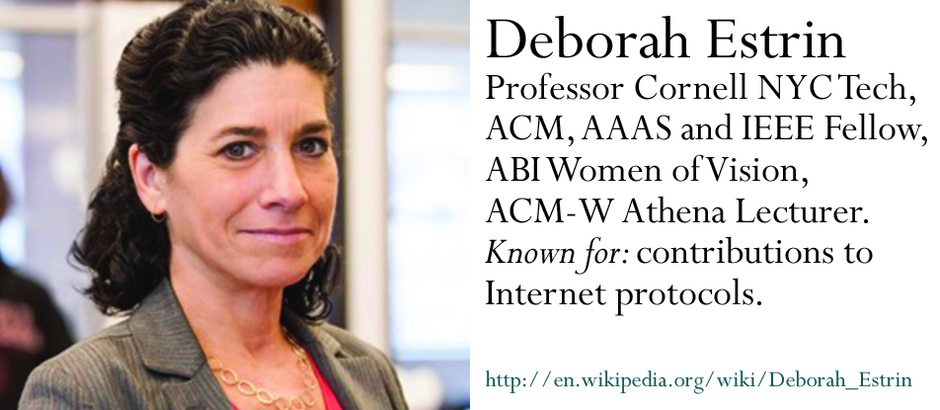 Deborah Estrin
Professor Cornell NYC Tech,
ACM, AAAS and IEEE Fellow,
ABI Women of Vision,
ACM-W Athena Lecturer.
Known for: contributions to
Internet protocols.
http://en.wikipedia.org/wiki/Deborah_Estrin